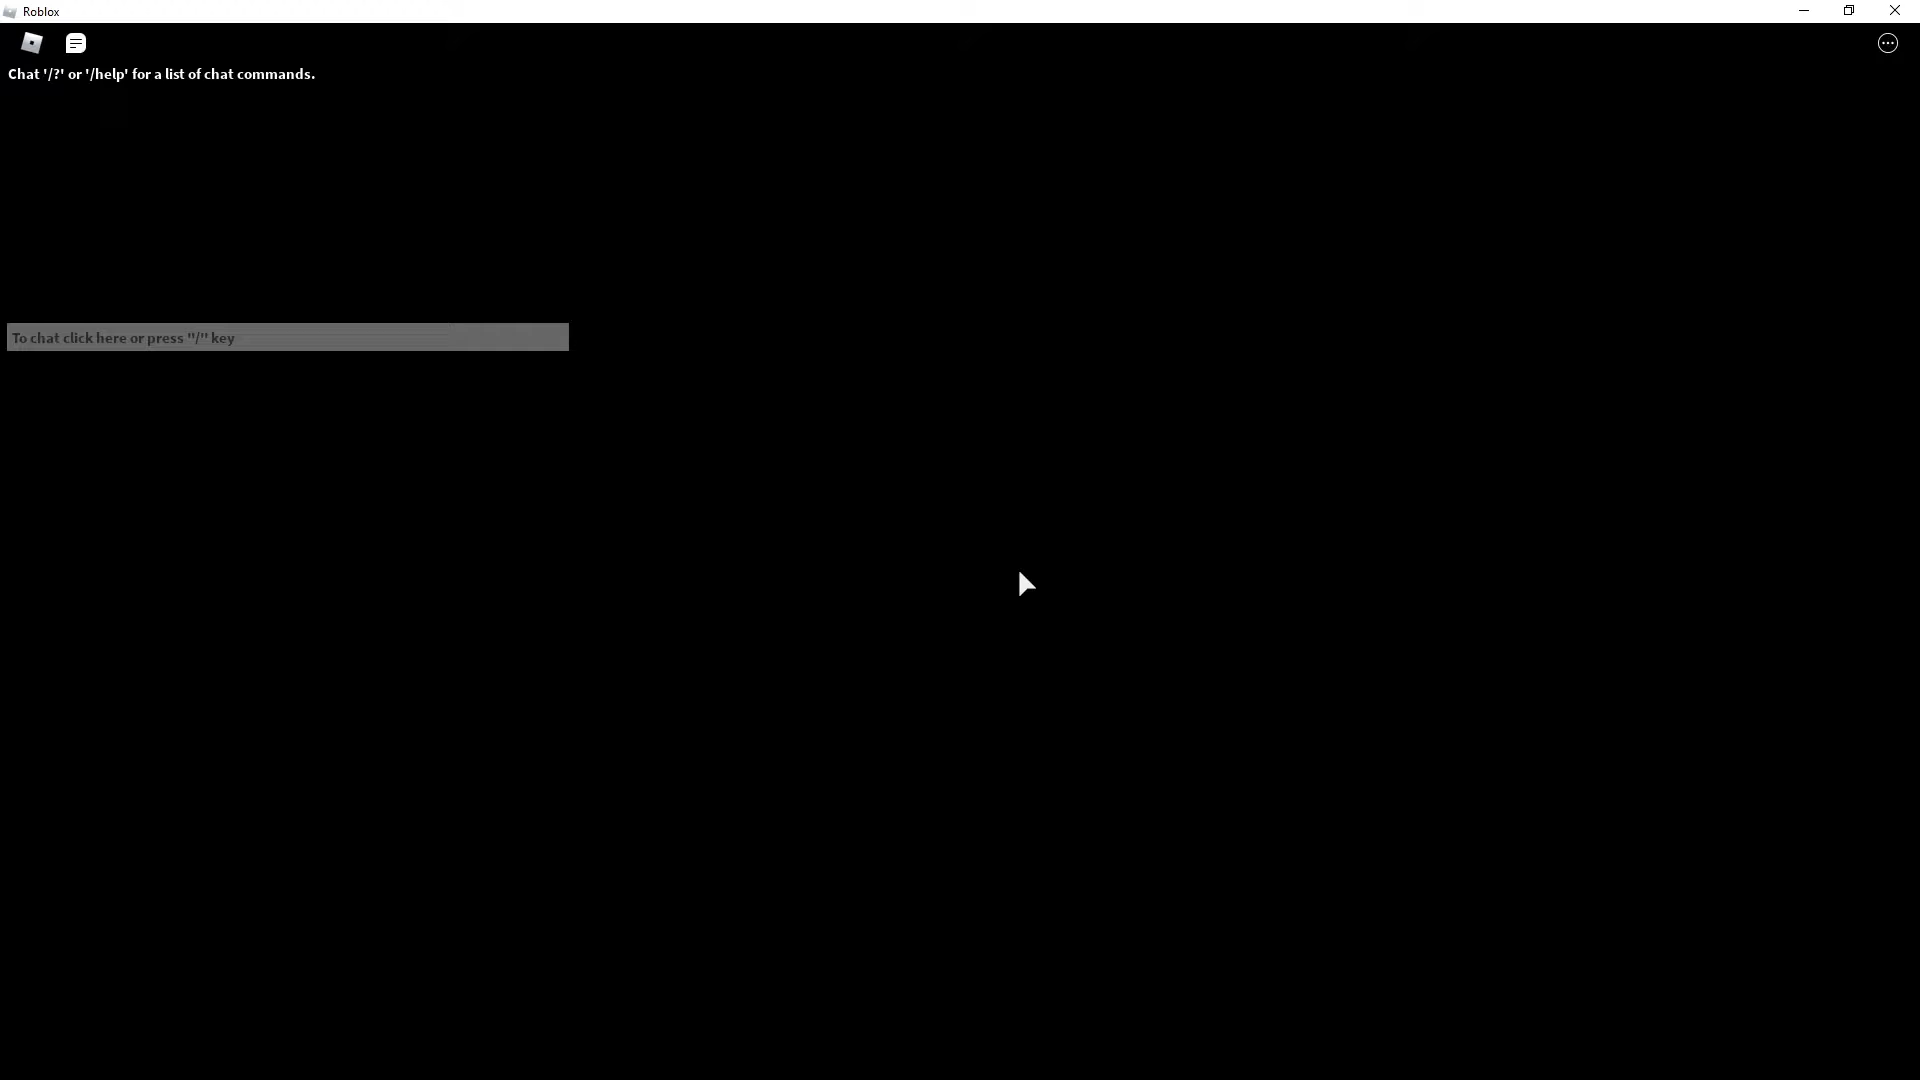 Roblox
Chat '/?' or '/help' for a list of chat commands.
To chat click here or press "/" key